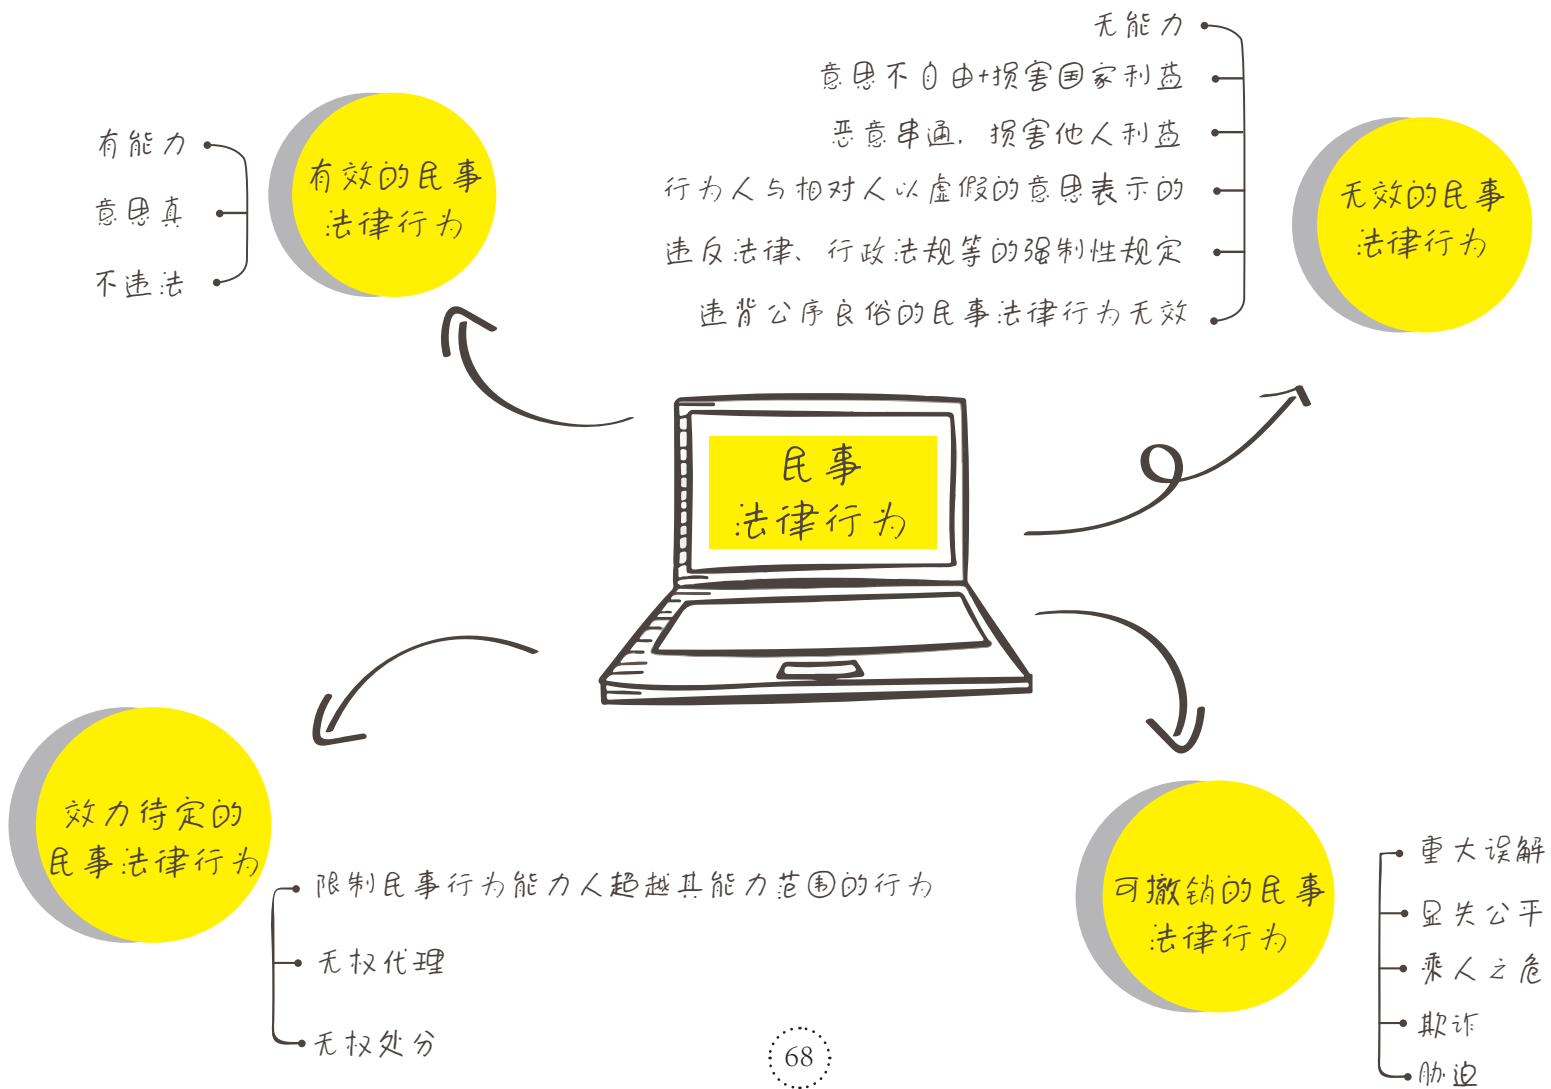 无能力
意思不自由+损害国家利益
恶意串通,损害他人利益
行为人与相对人以虚假的意思表示的
违反法律、行政法规等的强制性规定
违背公序良俗的民事法律行为无效
无效的民事
法律行为
有能力
意思真
不违法
有效的民事
法律行为
民事
法律行为
效力待定的
民事法律行为
限制民事行为能力人超越其能力范围的行为
无权代理
无权处分
可撤销的民事
法律行为
重大误解
显失公平
乘人之危
欺诈
胁迫
68